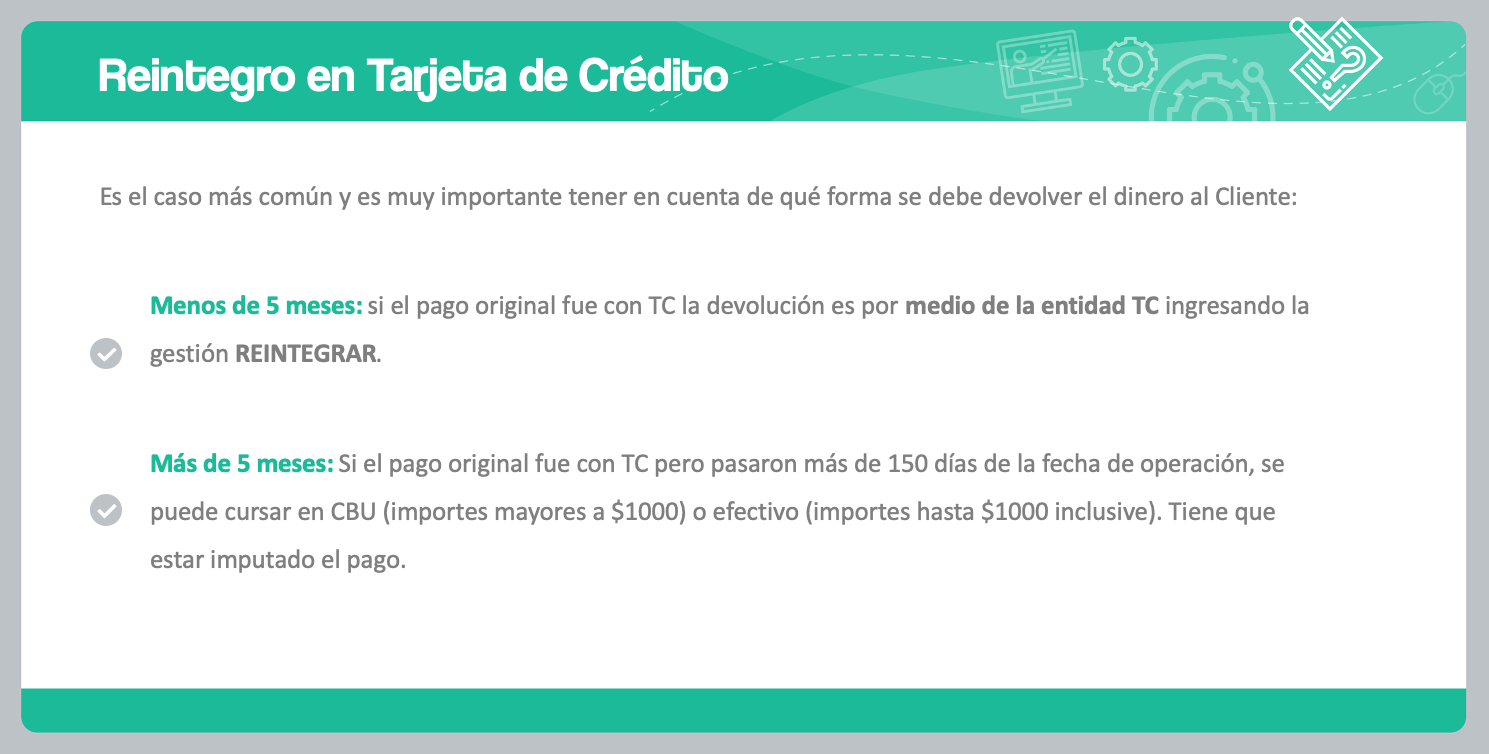 Reintegro en Tarjeta de Crédito
Es el caso más común y es muy importante tener en cuenta de qué forma se debe devolver el dinero al Cliente:
Menos de 5 meses: si el pago original fue con TC la devolución es por medio de la entidad TC ingresando la
gestión REINTEGRAR.
Más de 5 meses: Si el pago original fue con TC pero pasaron más de 150 días de la fecha de operación, se
puede cursar en CBU (importes mayores a $1000) o efectivo (importes hasta $1000 inclusive). Tiene que
estar imputado el pago.